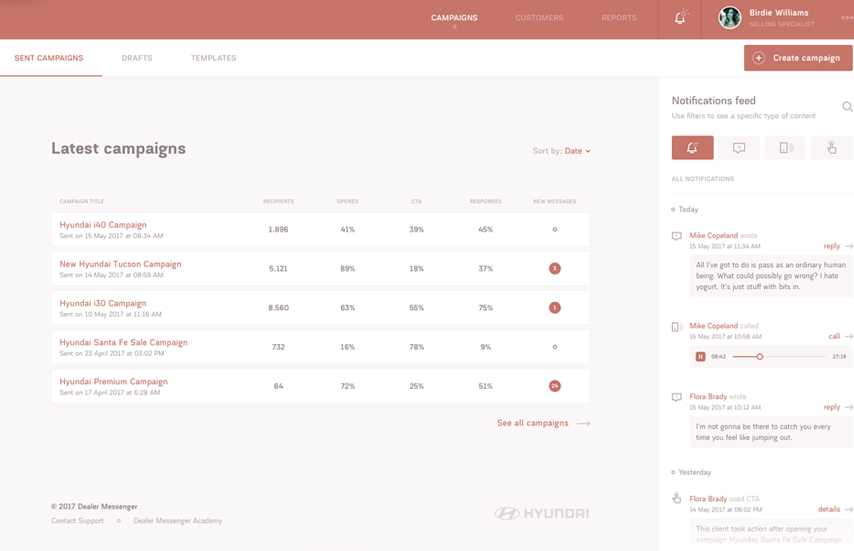 CAMPAIGNS
CUSTOMERS
REPORTS
Birdie Williams
SELLING SPECIALIST
SENT CAMPAIGNS
DRAFTS
TEMPLATES
Create campaign
Latest campaigns
Sort by: Date
CAMPAIGN TITLE RECIPIENTS OPENED CTA RESPONSES NEW MESSAGES
Hyundai i40 Campaign
Sent on 15 May 2017 at 08:34 AM
1.896 41% 39% 45%
New Hyundai Tucson Campaign
Sent on 14 May 2017 at 08:59 AM
5.121 89% 18% 37% 3
Hyundai i30 Campaign
Sent on 10 May 2017 at 11:16 AM
8.560 63% 55% 75% 1
Hyundai Santa Fe Sale Campaign
Sent on 23 April 2017 at 03:02 PM
732 16% 78% 9%
Hyundai Premium Campaign
Sent on 17 April 2017 at 6:28 AM
64 72% 25% 51% 24
See all campaigns
© 2017 Dealer Messenger
Contact Support
Dealer Messenger Academy
HYUNDAI
Notifications feed
Use filters to see a specific type of content
ALL NOTIFICATIONS
Today
Mike Copeland wrote
15 May 2017 at 11:34 AM reply
All I've got to do is pass as an ordinary human
being. What could possibly go wrong? I hate
yogurt. It's just stuff with bits in.
Mike Copeland called
15 May 2017 at 10:58 AM call
08:42 27:19
Flora Brady wrote
15 May 2017 at 10:12 AM reply
I'm not gonna be there to catch you every
time you feel like jumping out.
Yesterday
Flora Brady used CTA
14 May 2017 at 06:02 PM details
This client took action after opening your
campaign Hyunday Santa Fe Sale Campaign